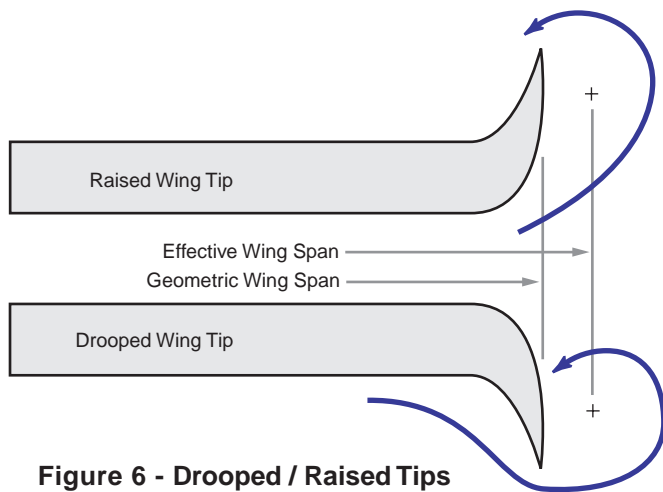 Raised Wing Tip
Effective Wing Span
Geometric Wing Span
Drooped Wing Tip
Figure 6 - Drooped / Raised Tips